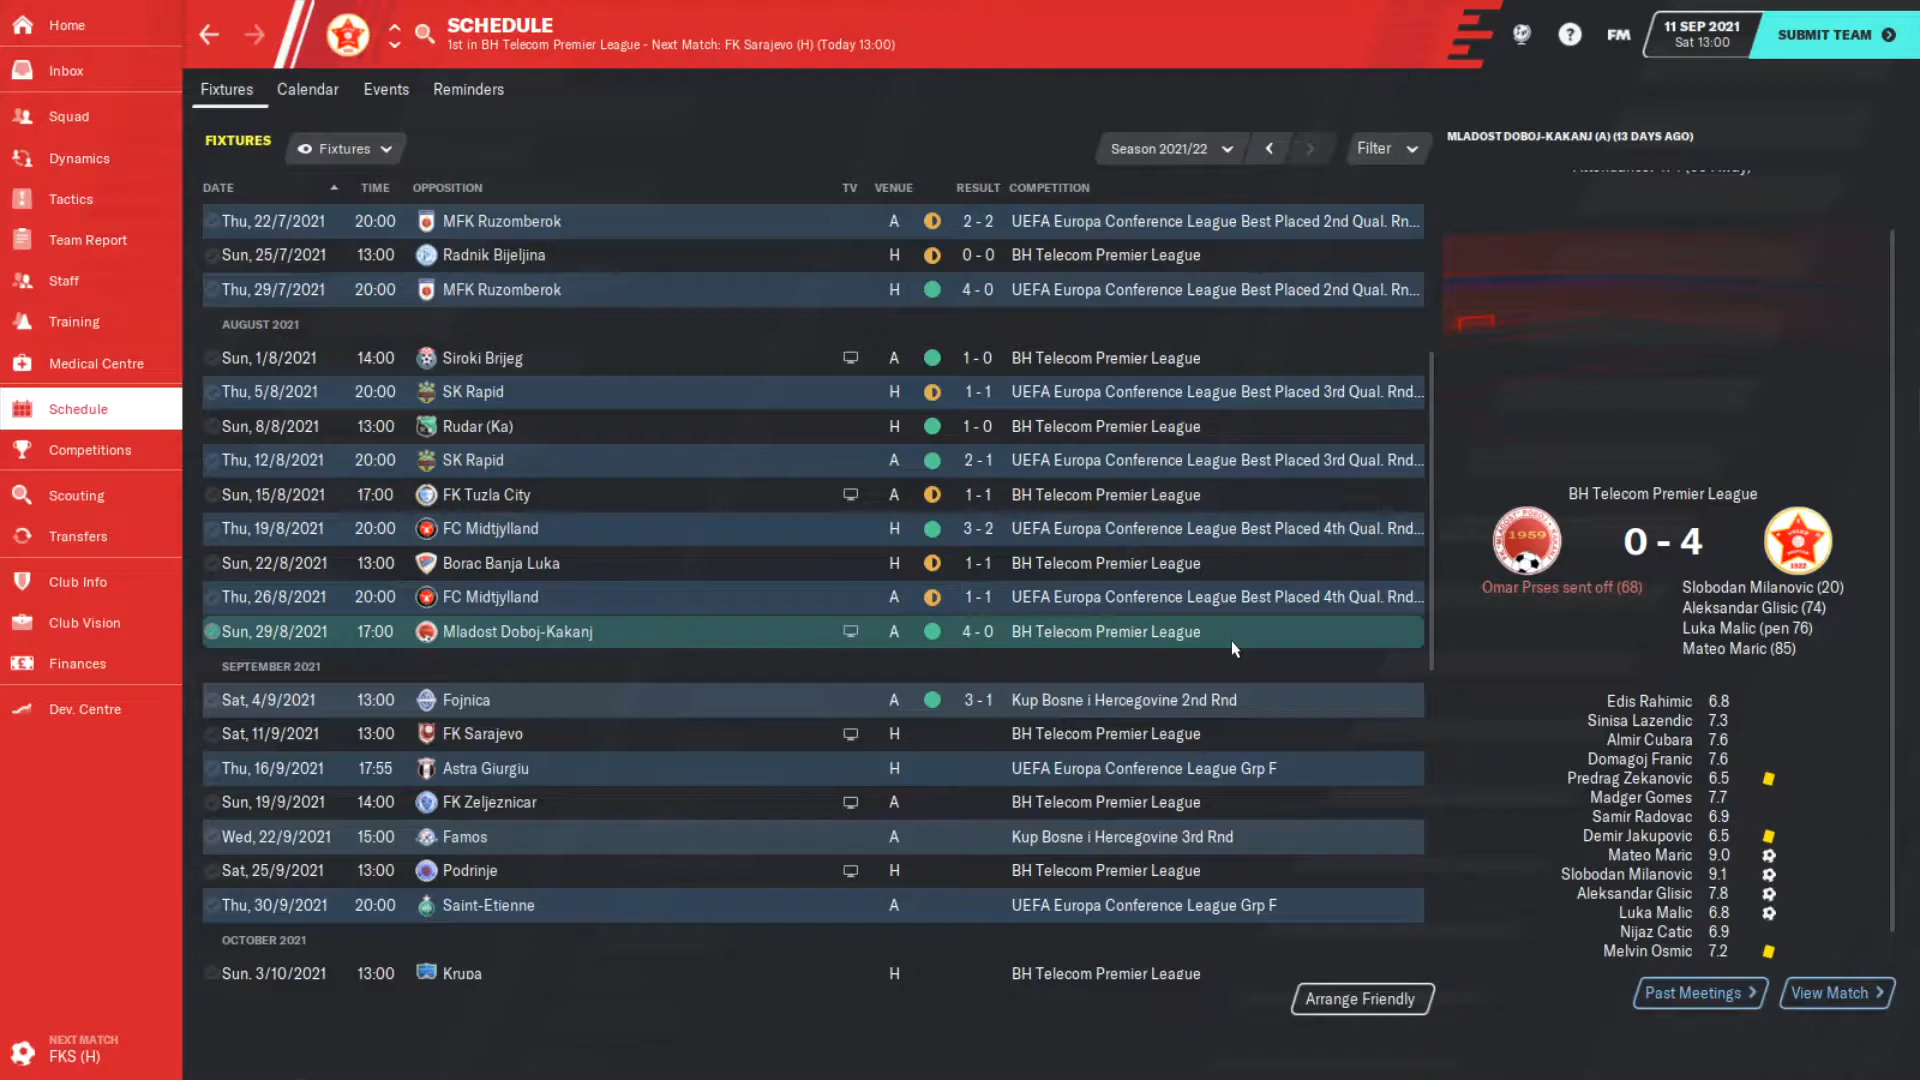 Home
Inbox
Squad
Dynamics
Tactics
Team Report
Staff
Training
Medical Centre
Schedule
Competitions
Scouting
Transfers
Club Info
Club Vision
Finances
Dev. Centre
NEXT MATCH
FKS (H)
SCHEDULE
1st in BH Telecom Premier League - Next Match: FK Sarajevo (H) (Today 13:00)
FM
11 SEP 2021
Sat 13:00
SUBMIT TEAM
Fixtures Calendar Events Reminders
FIXTURES Fixtures Season 2021/22 Filter
DATE TIME OPPOSITION TV VENUE RESULT COMPETITION
Thu, 22/7/2021 20:00 MFK Ruzomberok A 2 - 2 UEFA Europa Conference League Best Placed 2nd Qual. Rn...
Sun, 25/7/2021 13:00 Radnik Bijeljina H 0 - 0 BH Telecom Premier League
Thu, 29/7/2021 20:00 MFK Ruzomberok H 4 - 0 UEFA Europa Conference League Best Placed 2nd Qual. Rn...
AUGUST 2021
Sun, 1/8/2021 14:00 Siroki Brijeg A 1 - 0 BH Telecom Premier League
Thu, 5/8/2021 20:00 SK Rapid H 1 - 1 UEFA Europa Conference League Best Placed 3rd Qual. Rnd...
Sun, 8/8/2021 13:00 Rudar (Ka) H 1 - 0 BH Telecom Premier League
Thu, 12/8/2021 20:00 SK Rapid A 2 - 1 UEFA Europa Conference League Best Placed 3rd Qual. Rnd...
Sun, 15/8/2021 17:00 FK Tuzla City A 1 - 1 BH Telecom Premier League
Thu, 19/8/2021 20:00 FC Midtjylland H 3 - 2 UEFA Europa Conference League Best Placed 4th Qual. Rnd...
Sun, 22/8/2021 13:00 Borac Banja Luka H 1 - 1 BH Telecom Premier League
Thu, 26/8/2021 20:00 FC Midtjylland A 1 - 1 UEFA Europa Conference League Best Placed 4th Qual. Rnd...
Sun, 29/8/2021 17:00 Mladost Doboj-Kakanj A 4 - 0 BH Telecom Premier League
SEPTEMBER 2021
Sat, 4/9/2021 13:00 Fojnica A 3 - 1 Kup Bosne i Hercegovine 2nd Rnd
Sat, 11/9/2021 13:00 FK Sarajevo H BH Telecom Premier League
Thu, 16/9/2021 17:55 Astra Giurgiu H UEFA Europa Conference League Grp F
Sun, 19/9/2021 14:00 FK Zeljeznicar A BH Telecom Premier League
Wed, 22/9/2021 15:00 Famos A Kup Bosne i Hercegovine 3rd Rnd
Sat, 25/9/2021 13:00 Podrinje H BH Telecom Premier League
Thu, 30/9/2021 20:00 Saint-Etienne A UEFA Europa Conference League Grp F
OCTOBER 2021
Sun, 3/10/2021 13:00 Krupa H BH Telecom Premier League
Arrange Friendly
MLADOST DOBOJ-KAKANJ (A) (13 DAYS AGO)
BH Telecom Premier League
1959
0 - 4
1922
Omar Prses sent off (68)
Slobodan Milanovic (20)
Aleksandar Glisic (74)
Luka Malic (pen 76)
Mateo Maric (85)
Edis Rahimic 6.8
Sinisa Lazendic 7.3
Almir Cubara 7.6
Domagoj Franic 7.6
Predrag Zekanovic 6.5
Madger Gomes 7.7
Samir Radovac 6.9
Demir Jakupovic 6.5
Mateo Maric 9.0
Slobodan Milanovic 9.1
Aleksandar Glisic 7.8
Luka Malic 6.8
Nijaz Catic 6.9
Melvin Osmic 7.2
Past Meetings
View Match